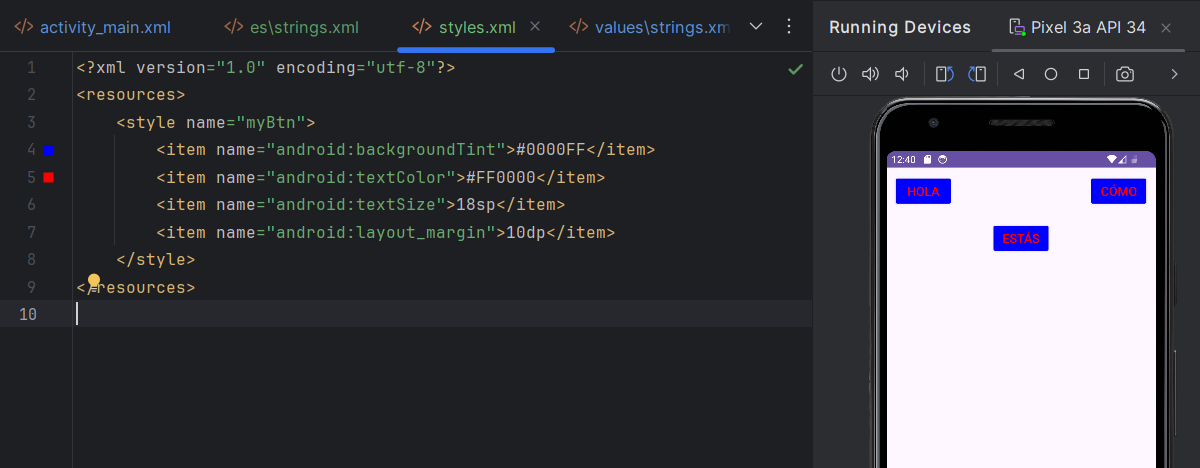 activity_main.xml es\strings.xml styles.xml values\strings.xm Running Devices Pixel 3a API 34
1 <?xml version="1.0" encoding="utf-8"?>
2 <resources>
3 <style name="myBtn">
4 <item name="android:backgroundTint">#0000FF</item>
5 <item name="android:textColor">#FF0000</item>
6 <item name="android:textSize">18sp</item>
7 <item name="android:layout_margin">10dp</item>
8 </style>
9 </resources>
10
12:40
HOLA CÓMO
ESTÁS